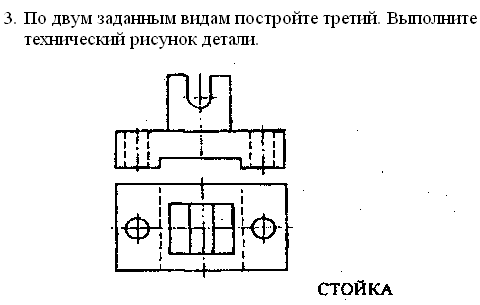 3. По двум заданным видам постройте третий. Выполните
технический рисунок детали.
СТОЙКА